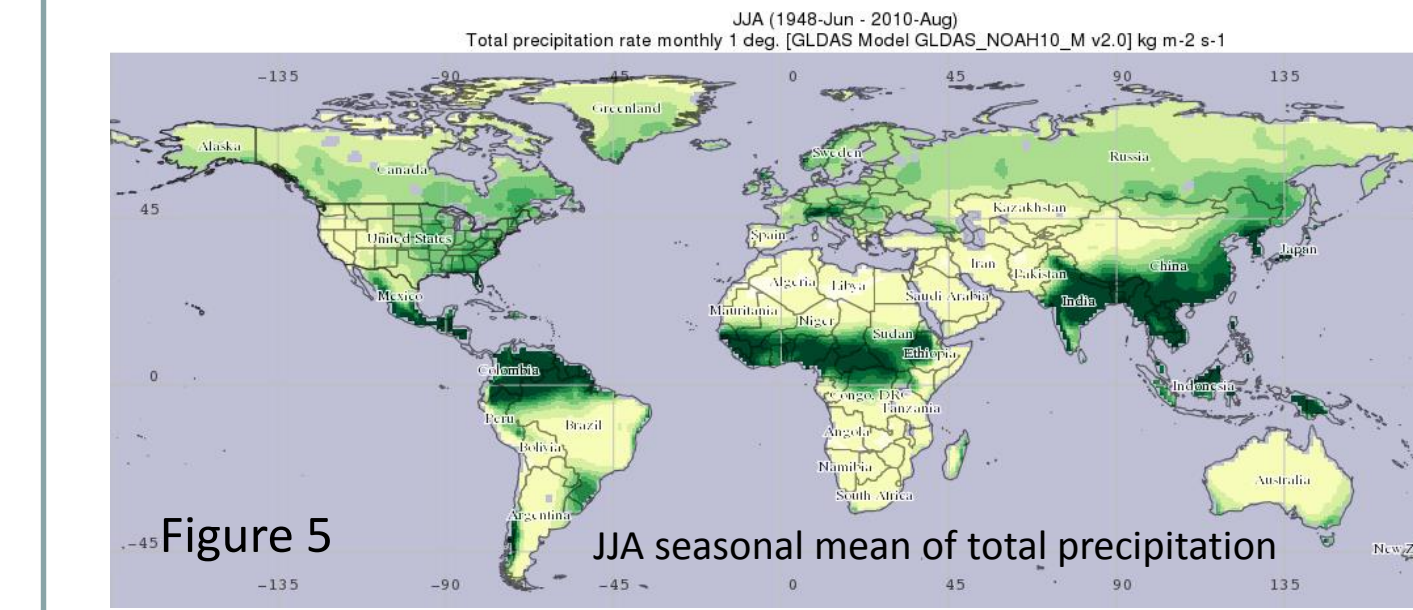 JJA (1948-Jun - 2010-Aug)
Total precipitation rate monthly 1 deg. [GLDAS Model GLDAS_NOAH10_M v2.0] kg m-2 s-1
-135 -90 -45 0 45 90 135
Greenland
Alaska
Sweden
Russia
Canada
45
Kazakhstan
United States
Spain
Japan
Iran
China
Pakistan
Algeria
Libya
Saudi Arabia
Mexico
India
Mauritania
Niger
Sudan
Ethiopia
Colombia
0
Indonesia
Congo, DRC
Tanzania
Peru
Brazil
Angola
Bolivia
Namibia
Australia
South Africa
Argentina
-45
Figure 5
JJA seasonal mean of total precipitation
New Z
-135 -90 -45 0 45 90 135